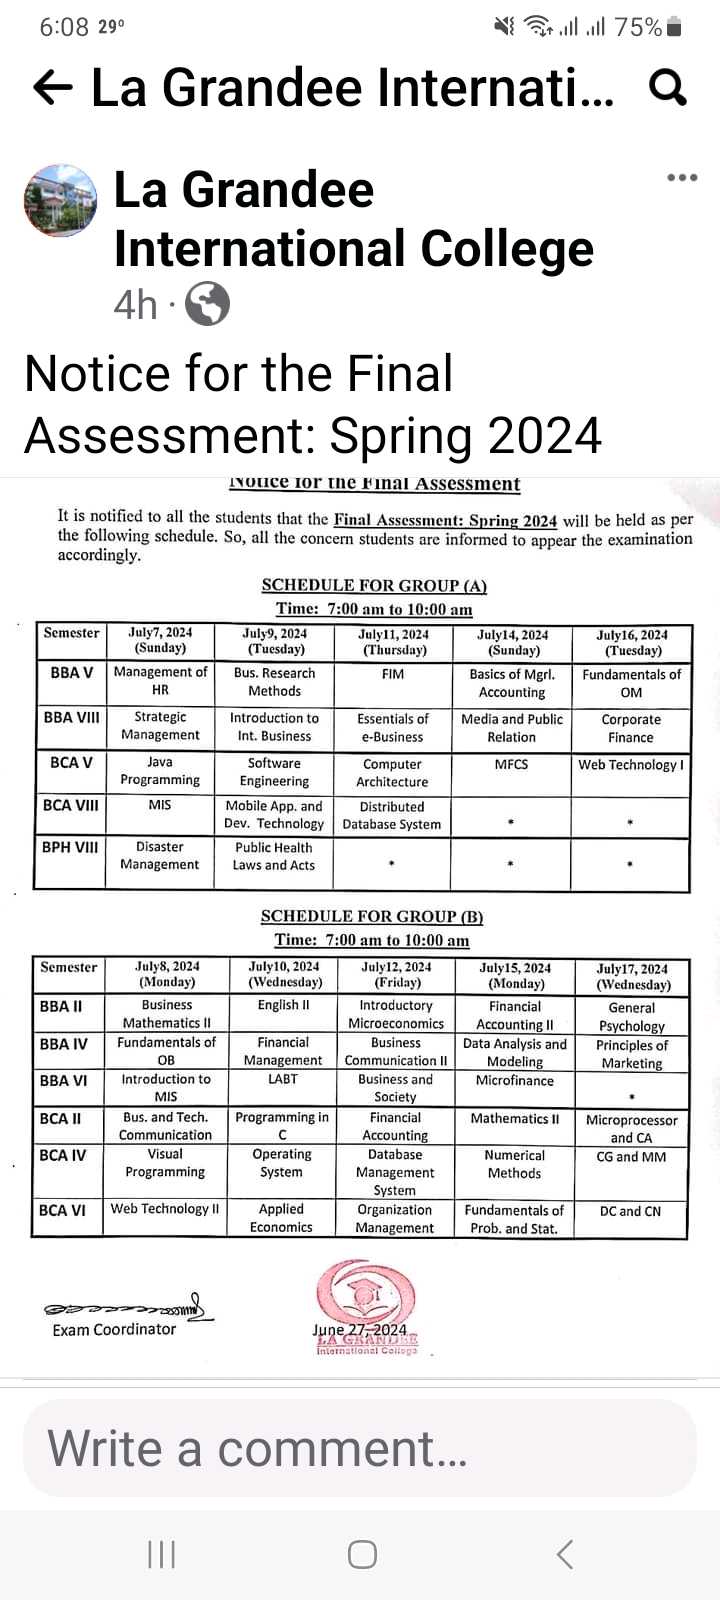 6:08 29° 75%
La Grandee Internati...
La Grandee
International College
4h ·
Notice for the Final
Assessment: Spring 2024
Notice for the Final Assessment
It is notified to all the students that the Final Assessment: Spring 2024 will be held as per
the following schedule. So, all the concern students are informed to appear the examination
accordingly.
SCHEDULE FOR GROUP (A)
Time: 7:00 am to 10:00 am
Semester July7, 2024 July9, 2024 July11, 2024 July14, 2024 July16, 2024
(Sunday) (Tuesday) (Thursday) (Sunday) (Tuesday)
BBA V Management of Bus. Research FIM Basics of Mgrl. Fundamentals of
HR Methods Accounting OM
BBA VIII Strategic Introduction to Essentials of Media and Public Corporate
Management Int. Business e-Business Relation Finance
BCA V Java Software Computer MFCS Web Technology I
Programming Engineering Architecture
BCA VIII MIS Mobile App. and Distributed
Dev. Technology Database System * *
BPH VIII Disaster Public Health
Management Laws and Acts * * *
SCHEDULE FOR GROUP (B)
Time: 7:00 am to 10:00 am
Semester July8, 2024 July10, 2024 July12, 2024 July15, 2024 July17, 2024
(Monday) (Wednesday) (Friday) (Monday) (Wednesday)
BBA II Business English II Introductory Financial General
Mathematics II Microeconomics Accounting II Psychology
BBA IV Fundamentals of Financial Business Data Analysis and Principles of
OB Management Communication II Modeling Marketing
BBA VI Introduction to LABT Business and Microfinance
MIS Society *
BCA II Bus. and Tech. Programming in Financial Mathematics II Microprocessor
Communication C Accounting and CA
BCA IV Visual Operating Database Numerical CG and MM
Programming System Management Methods
System
BCA VI Web Technology II Applied Organization Fundamentals of DC and CN
Economics Management Prob. and Stat.
Exam Coordinator June 27, 2024
LA GRANDEE
International College
Write a comment...